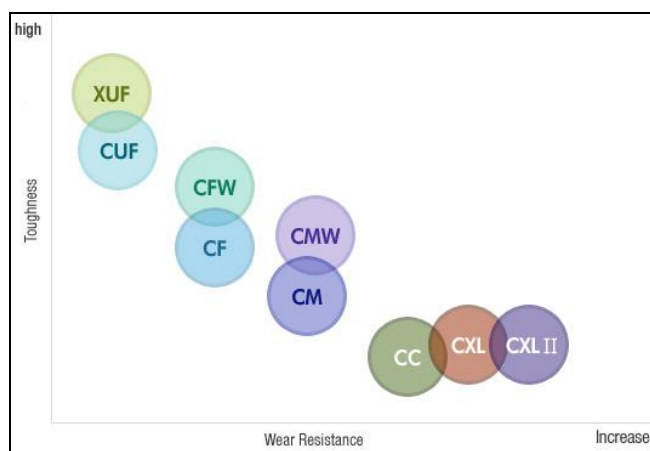 high
XUF
CUF
CFW
CF
CMW
CM
CC
CXL
CXL II
Toughness
Wear Resistance
Increase